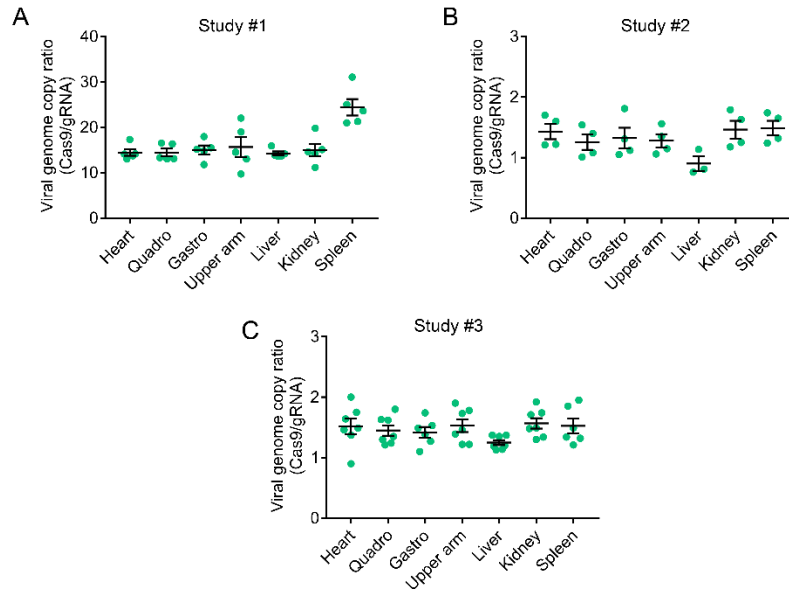 A
Study #1
Viral genome copy ratio
(Cas9/gRNA)
40
30
20
10
0
Heart
Quadro
Gastro
Upper arm
Liver
Kidney
Spleen
B
Study #2
Viral genome copy ratio
(Cas9/gRNA)
3
2
1
0
Heart
Quadro
Gastro
Upper arm
Liver
Kidney
Spleen
C
Study #3
Viral genome copy ratio
(Cas9/gRNA)
3
2
1
0
Heart
Quadro
Gastro
Upper arm
Liver
Kidney
Spleen